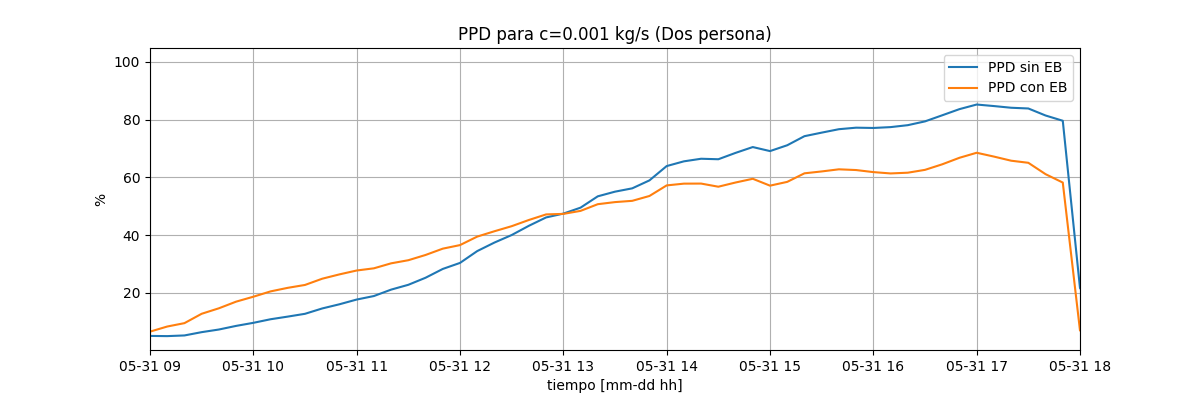 PPD para c=0.001 kg/s (Dos persona)
PPD sin EB
PPD con EB
100
80
60
40
20
%
05-31 09 05-31 10 05-31 11 05-31 12 05-31 13 05-31 14 05-31 15 05-31 16 05-31 17 05-31 18
tiempo [mm-dd hh]